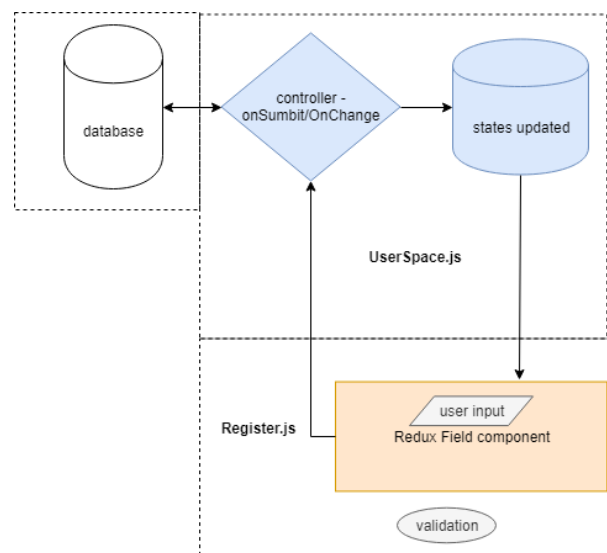 controller -
onSumbit/OnChange
database
states updated
UserSpace.js
user input
Register.js
Redux Field component
validation